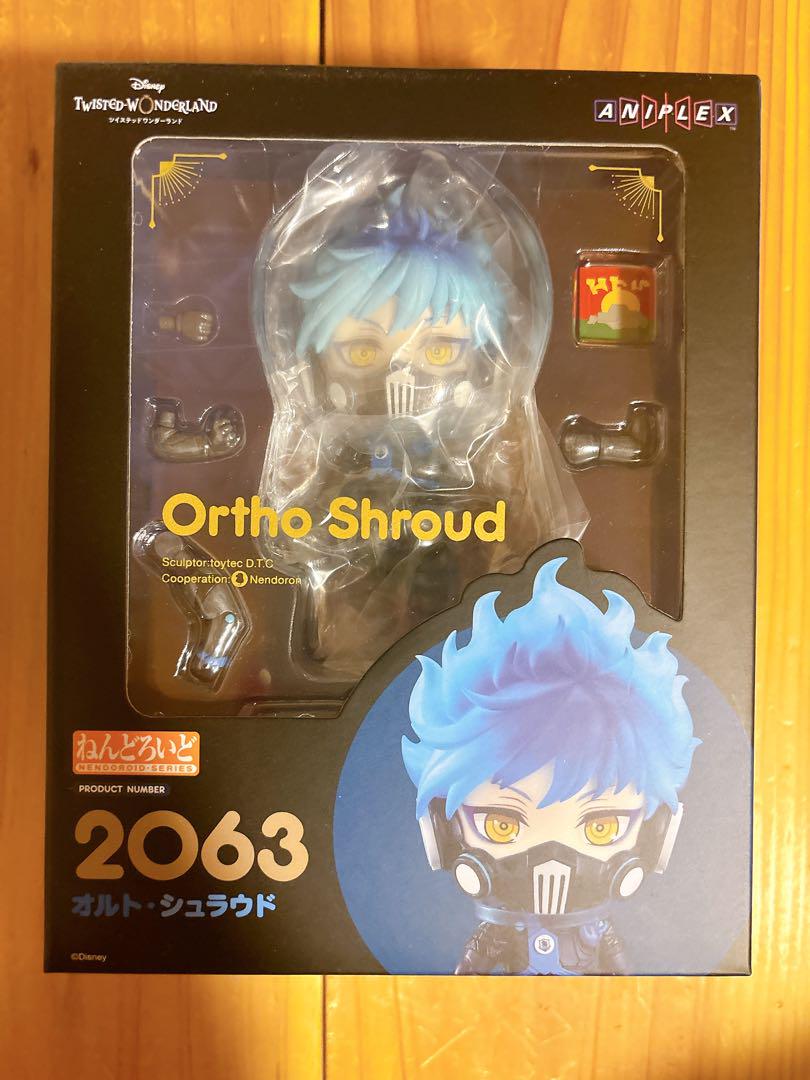 Disney
TWISTED-WONDERLAND
ツイステッドワンダーランド
ANIPLEX
TM
Ortho Shroud
Sculptor:toytec D.T.C
Cooperation: Nendoron
ねんどろいど
NENDOROID・SERIES
PRODUCT NUMBER
2063
オルト・シュラウド
©Disney